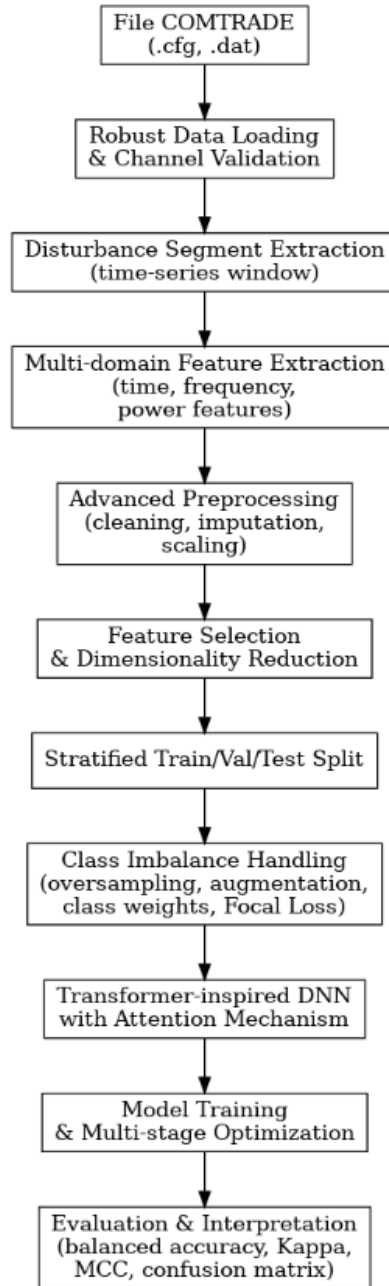 File COMTRADE
(.cfg, .dat)
Robust Data Loading
& Channel Validation
Disturbance Segment Extraction
(time-series window)
Multi-domain Feature Extraction
(time, frequency,
power features)
Advanced Preprocessing
(cleaning, imputation,
scaling)
Feature Selection
& Dimensionality Reduction
Stratified Train/Val/Test Split
Class Imbalance Handling
(oversampling, augmentation,
class weights, Focal Loss)
Transformer-inspired DNN
with Attention Mechanism
Model Training
& Multi-stage Optimization
Evaluation & Interpretation
(balanced accuracy, Kappa,
MCC, confusion matrix)